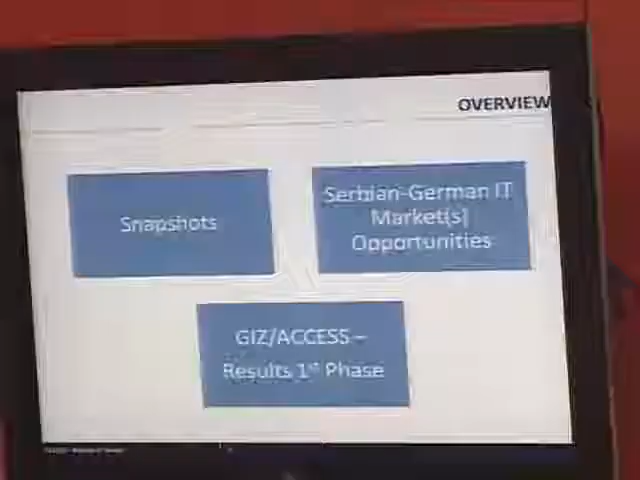 OVERVIEW
Snapshots
Serbian-German IT
Market(s)
Opportunities
GIZ/ACCESS –
Results 1st Phase